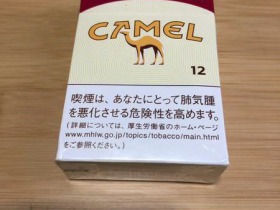 CAMEL
12
喫煙は、あなたにとって肺気腫
を悪化させる危険性を高めます。
(詳細については、厚生労働省のホーム・ページ
www.mhlw.go.jp/topics/tobacco/main.html
をご参照ください。)